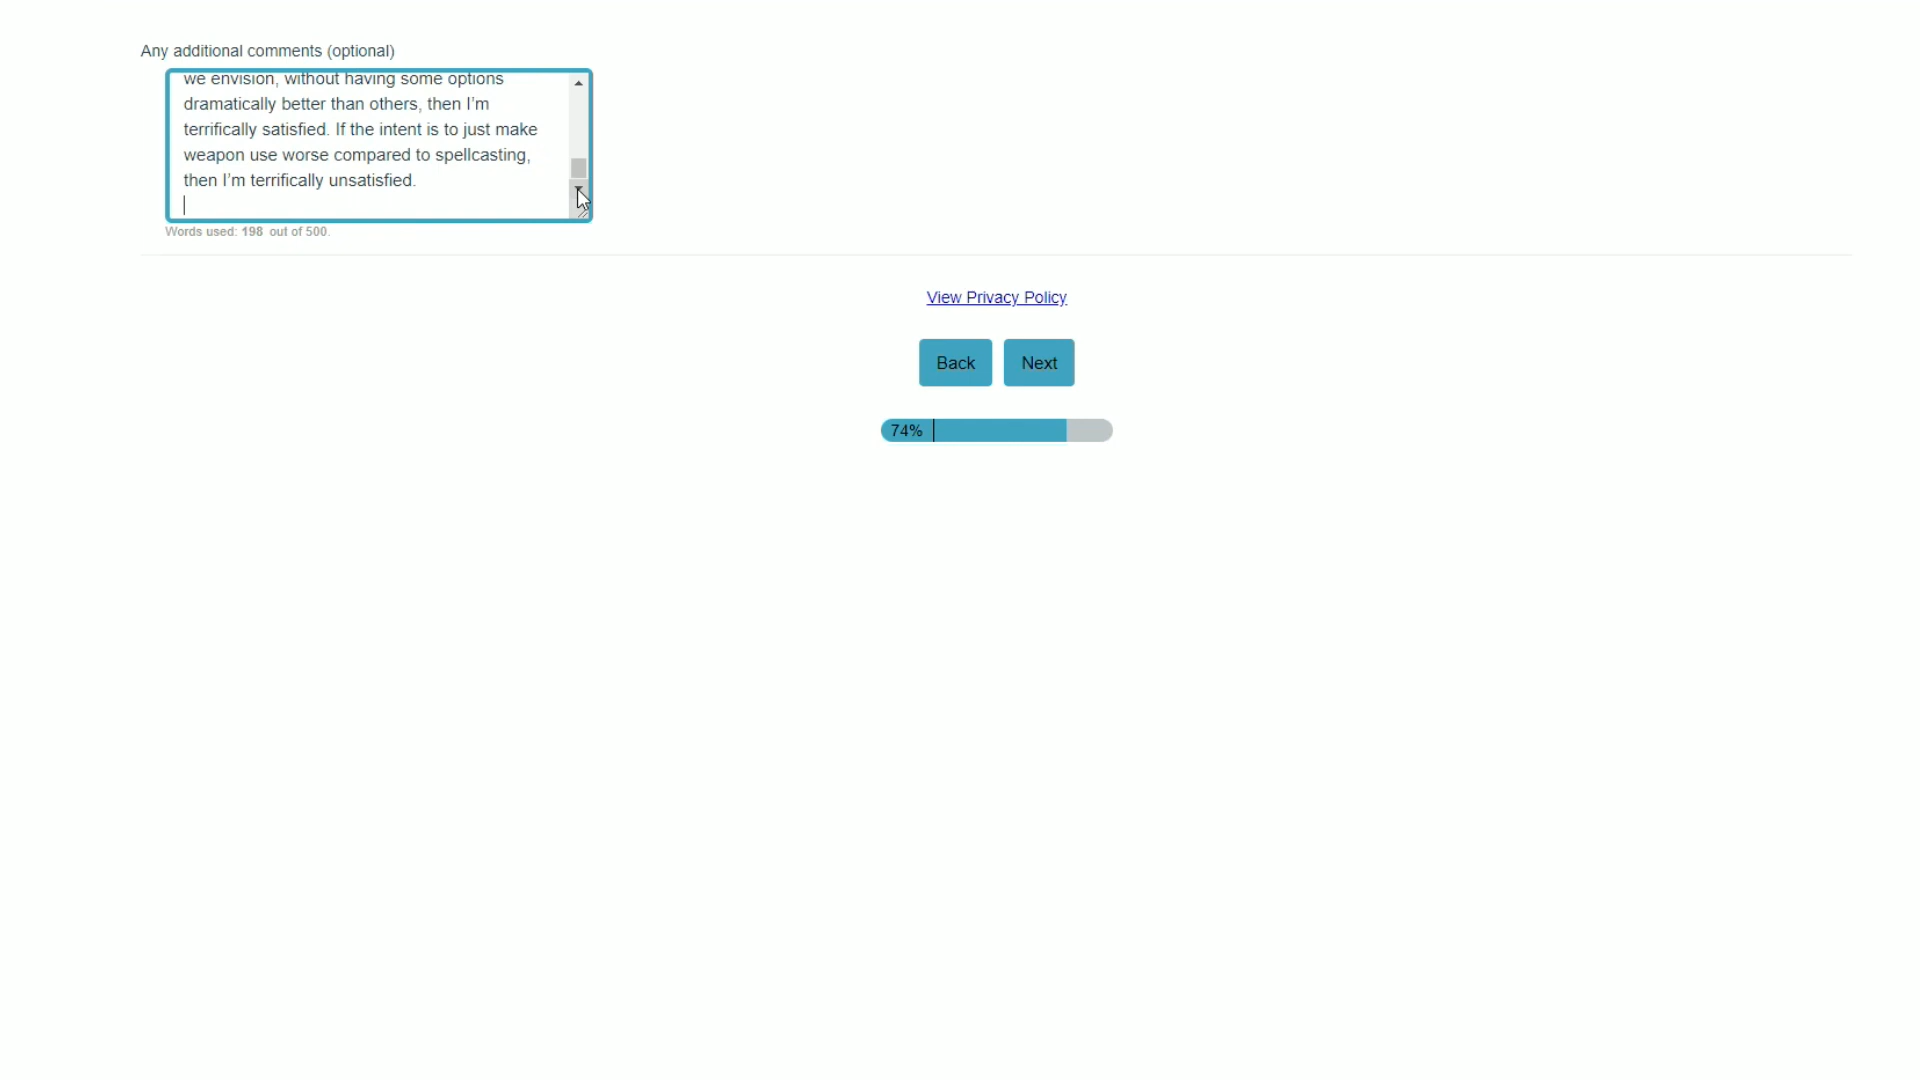 Any additional comments (optional)
we envision, without having some options
dramatically better than others, then I’m
terrifically satisfied. If the intent is to just make
weapon use worse compared to spellcasting,
then I’m terrifically unsatisfied.
Words used: 198 out of 500.
View Privacy Policy
Back Next
74%